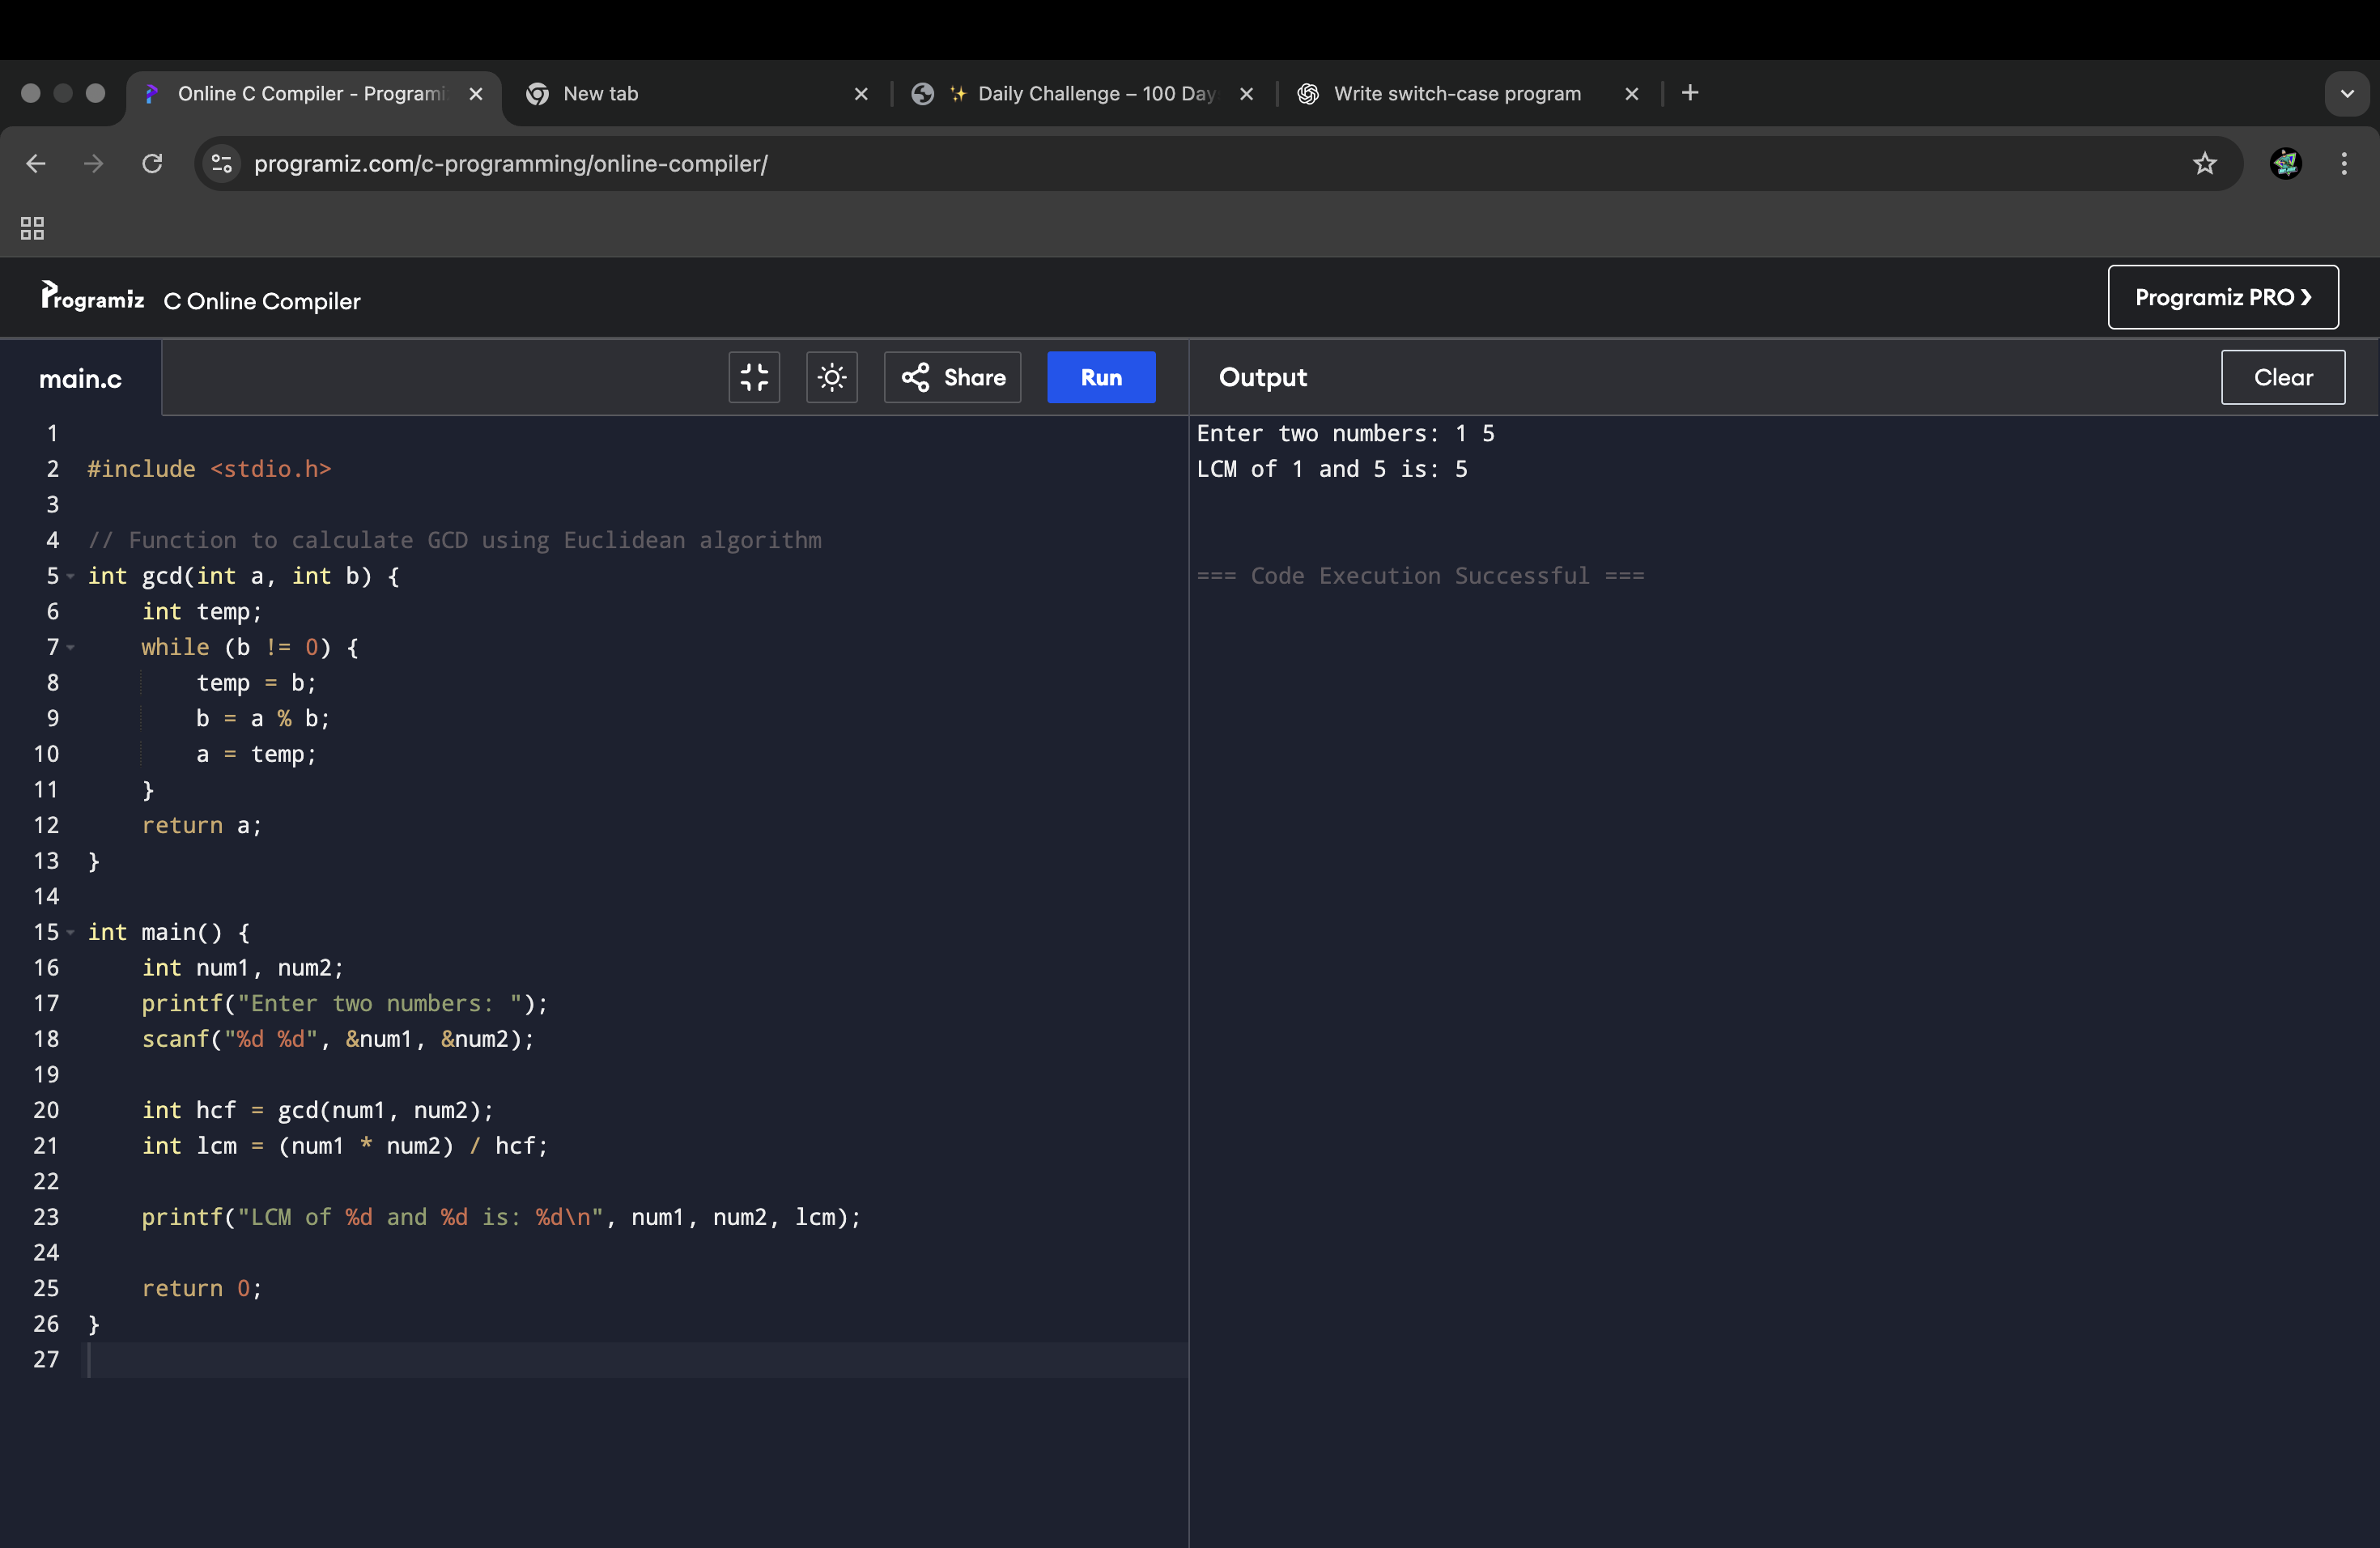 Online C Compiler - Programi
New tab
✨ Daily Challenge – 100 Day
Write switch-case program
programiz.com/c-programming/online-compiler/
Programiz C Online Compiler
Programiz PRO ❯
main.c
Share
Run
Output
Clear
1
2 #include <stdio.h>
3
4 // Function to calculate GCD using Euclidean algorithm
5 int gcd(int a, int b) {
6     int temp;
7     while (b != 0) {
8         temp = b;
9         b = a % b;
10         a = temp;
11     }
12     return a;
13 }
14
15 int main() {
16     int num1, num2;
17     printf("Enter two numbers: ");
18     scanf("%d %d", &num1, &num2);
19
20     int hcf = gcd(num1, num2);
21     int lcm = (num1 * num2) / hcf;
22
23     printf("LCM of %d and %d is: %d\n", num1, num2, lcm);
24
25     return 0;
26 }
27
Enter two numbers: 1 5
LCM of 1 and 5 is: 5
=== Code Execution Successful ===